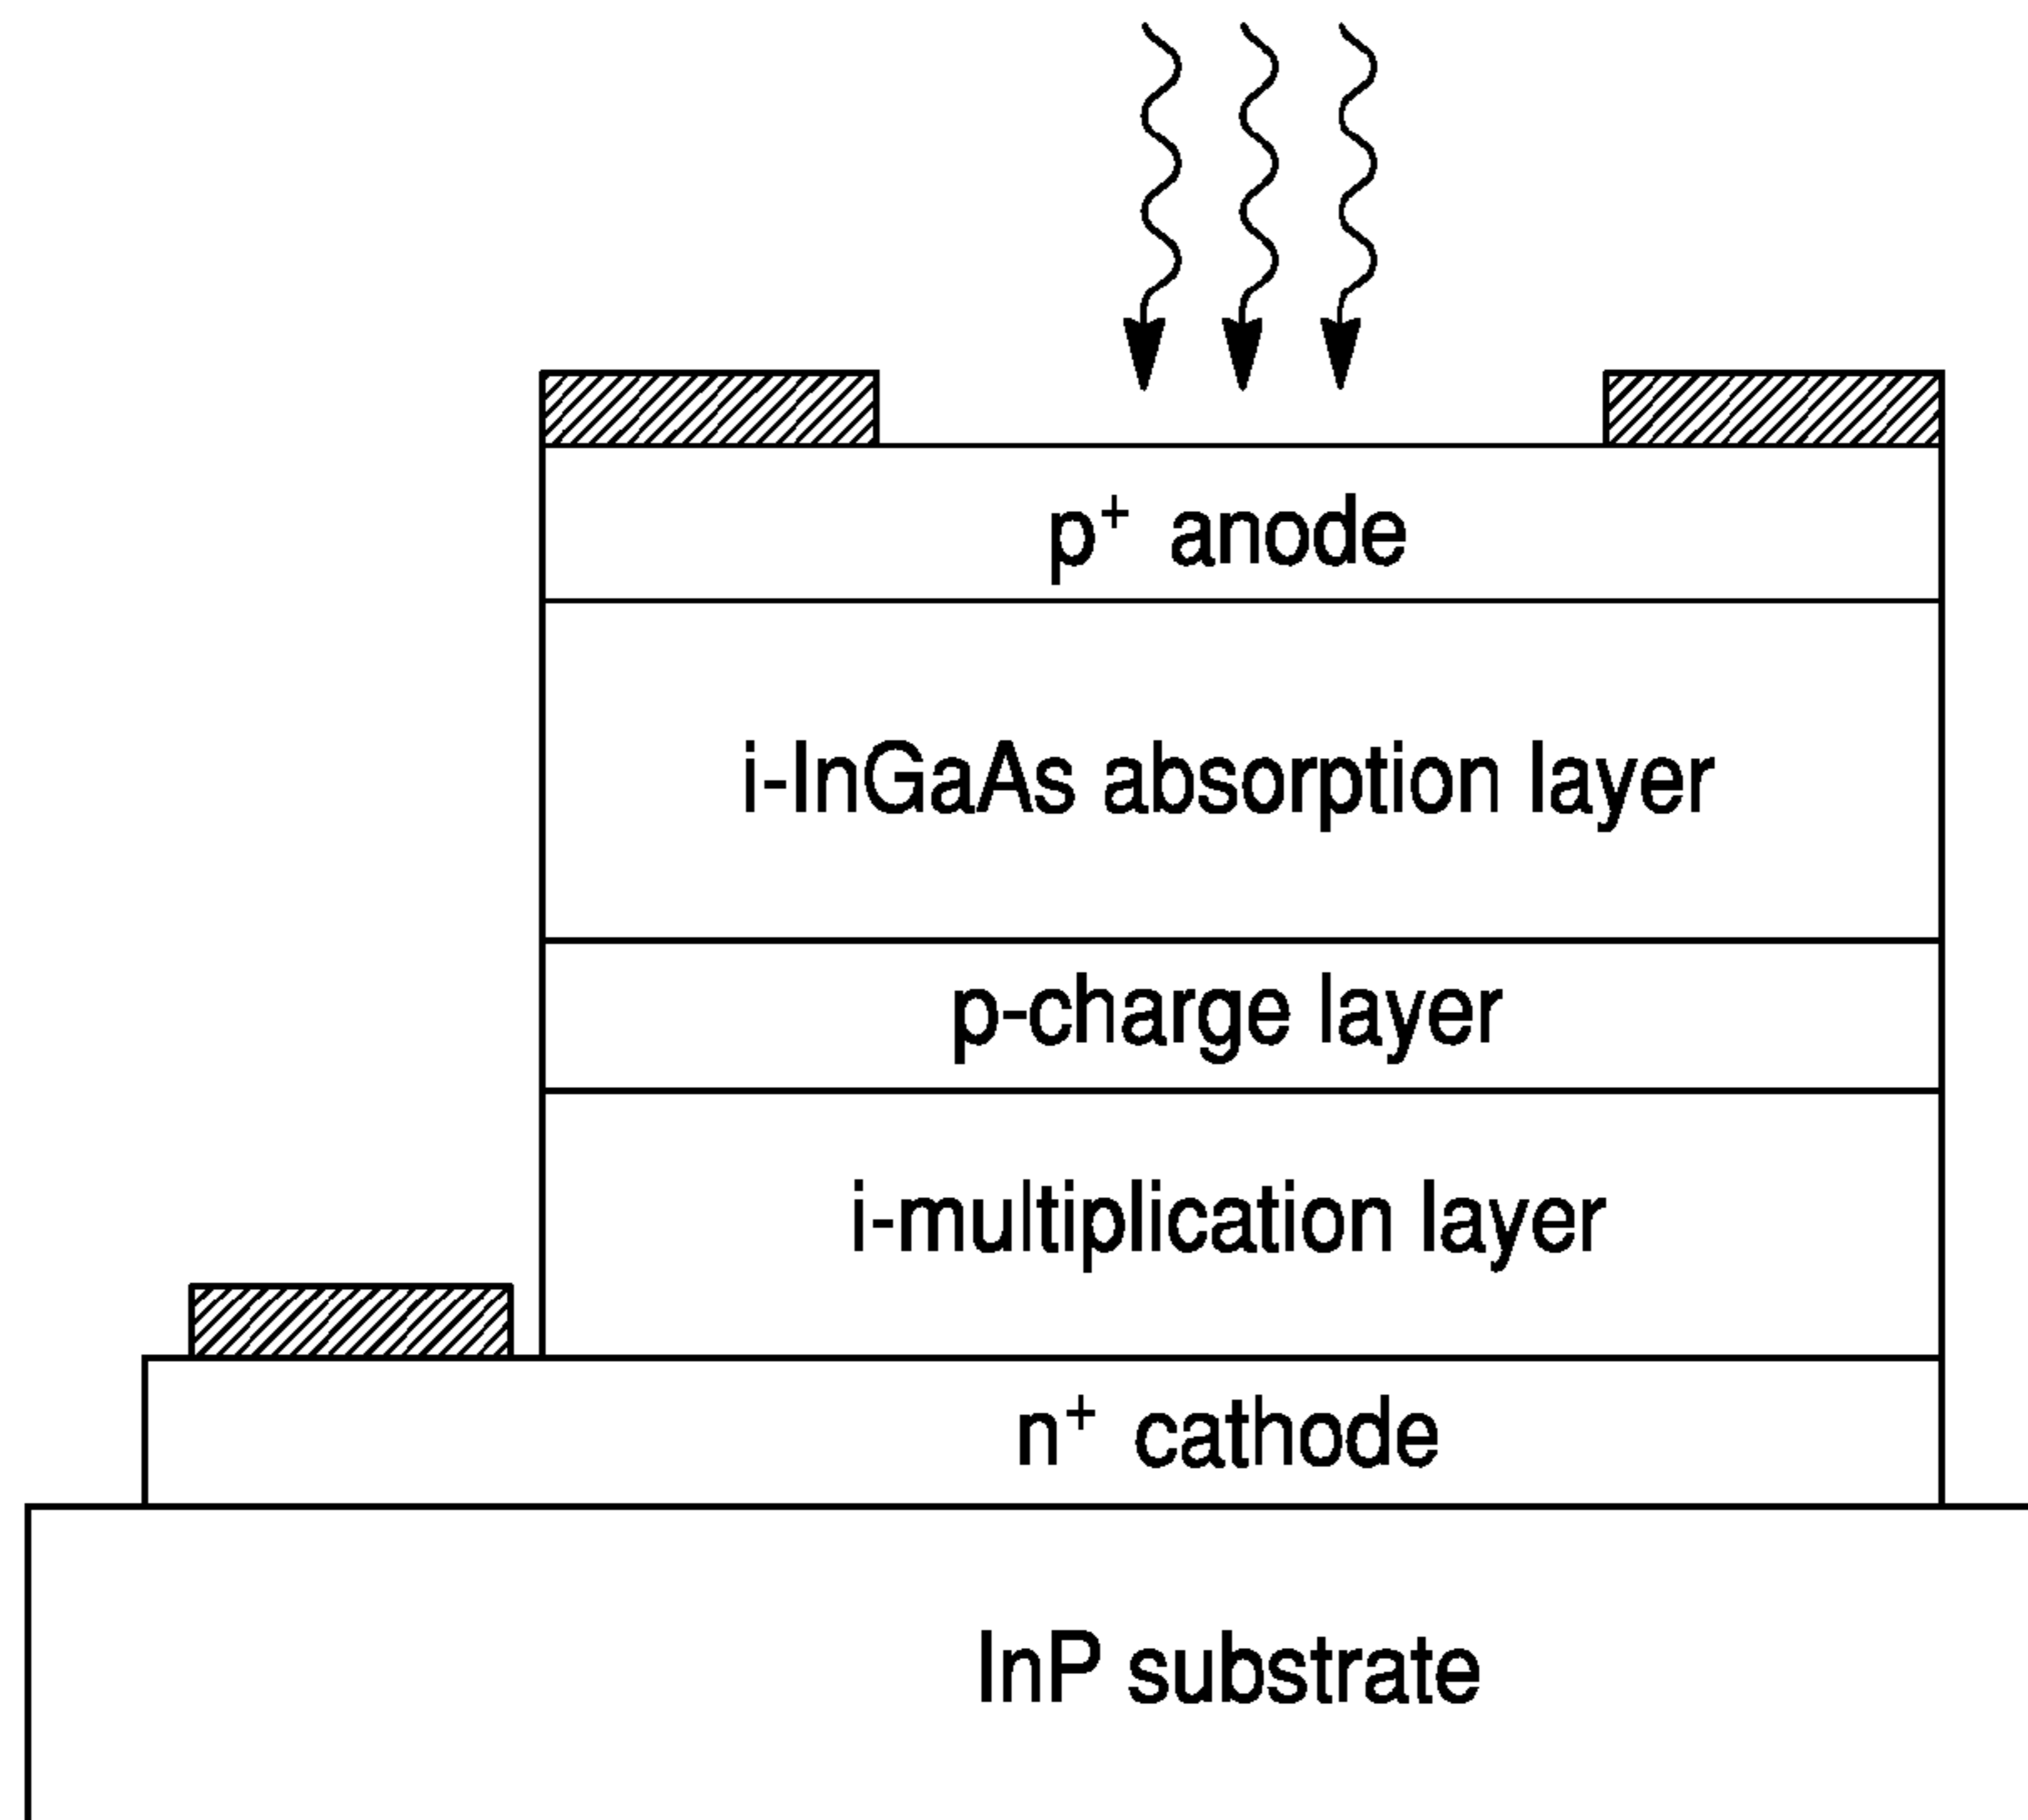 p⁺ anode
i-InGaAs absorption layer
p-charge layer
i-multiplication layer
n⁺ cathode
InP substrate